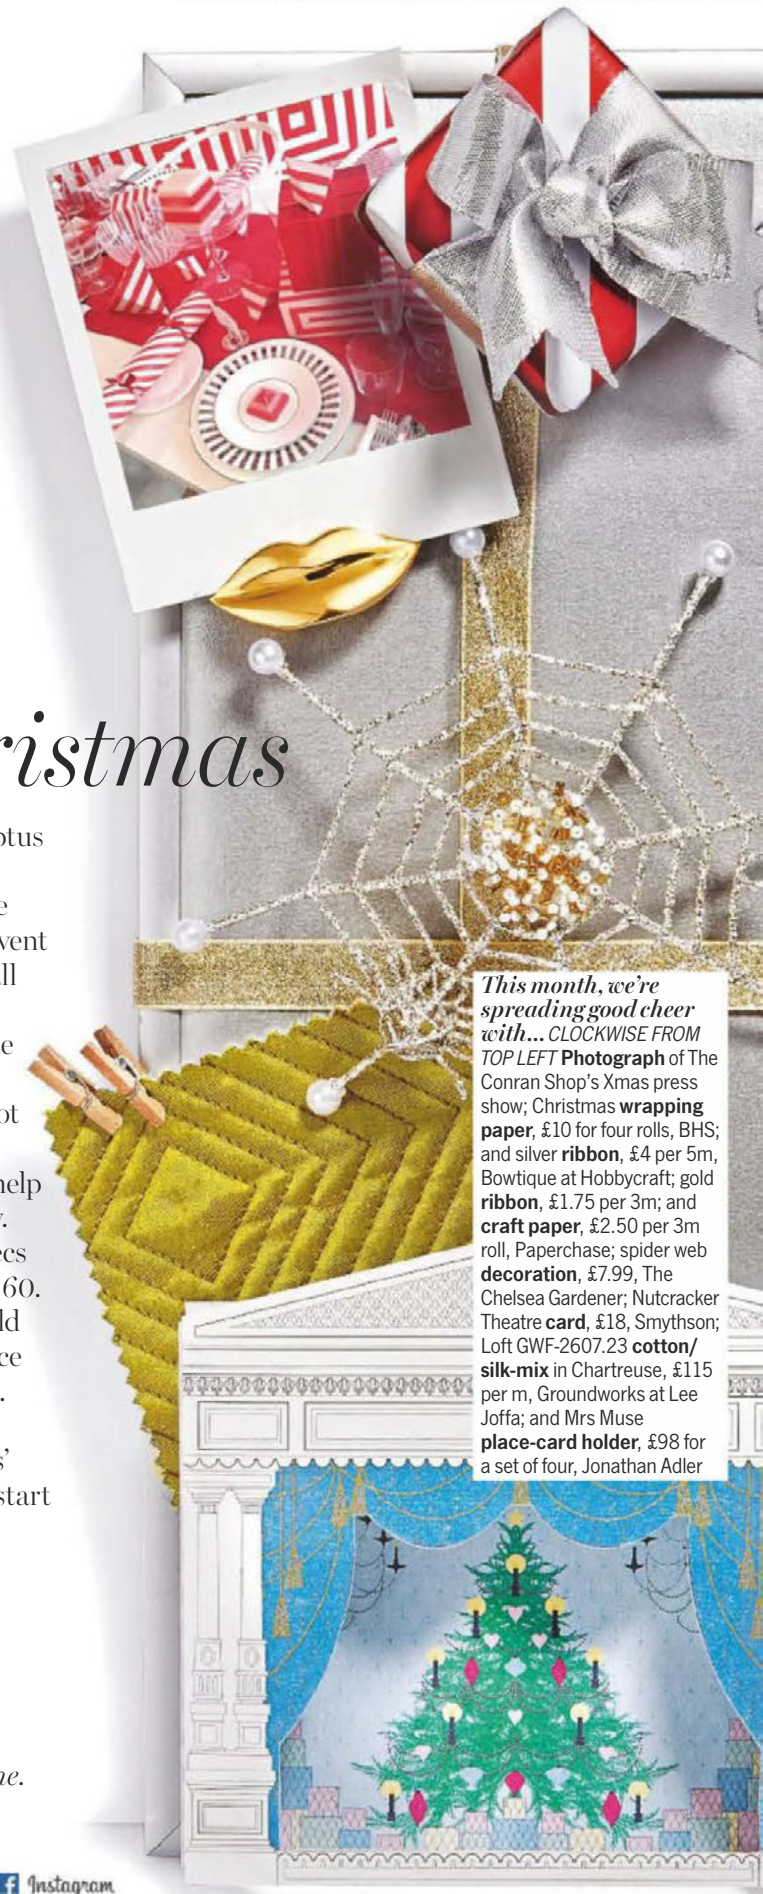 ristmas
This month, we're
spreading good cheer
with... CLOCKWISE FROM
TOP LEFT Photograph of The
Conran Shop's Xmas press
show; Christmas wrapping
paper, £10 for four rolls, BHS;
and silver ribbon, £4 per 5m,
Bowtique at Hobbycraft; gold
ribbon, £1.75 per 3m; and
craft paper, £2.50 per 3m
roll, Paperchase; spider web
decoration, £7.99, The
Chelsea Gardener; Nutcracker
Theatre card, £18, Smythson;
Loft GWF-2607.23 cotton/
silk-mix in Chartreuse, £115
per m, Groundworks at Lee
Joffa; and Mrs Muse
place-card holder, £98 for
a set of four, Jonathan Adler
ptus
e
vent
ll
e
ot
help
.
ecs
60.
ld
ce
.
s'
start
ne.
f Instagram